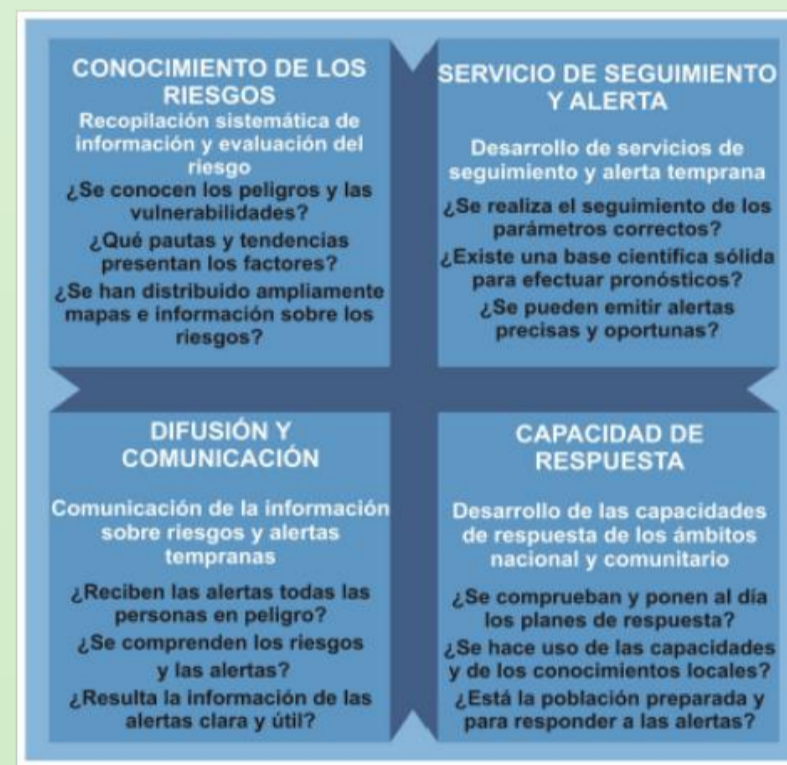 CONOCIMIENTO DE LOS
RIESGOS
Recopilación sistemática de
información y evaluación del
riesgo
¿Se conocen los peligros y las
vulnerabilidades?
¿Qué pautas y tendencias
presentan los factores?
¿Se han distribuido ampliamente
mapas e información sobre los
riesgos?
SERVICIO DE SEGUIMIENTO
Y ALERTA
Desarrollo de servicios de
seguimiento y alerta temprana
¿Se realiza el seguimiento de los
parámetros correctos?
¿Existe una base científica sólida
para efectuar pronósticos?
¿Se pueden emitir alertas
precisas y oportunas?
DIFUSIÓN Y
COMUNICACIÓN
Comunicación de la información
sobre riesgos y alertas
tempranas
¿Reciben las alertas todas las
personas en peligro?
¿Se comprenden los riesgos
y las alertas?
¿Resulta la información de las
alertas clara y útil?
CAPACIDAD DE
RESPUESTA
Desarrollo de las capacidades
de respuesta de los ámbitos
nacional y comunitario
¿Se comprueban y ponen al día
los planes de respuesta?
¿Se hace uso de las capacidades
y de los conocimientos locales?
¿Está la población preparada y
para responder a las alertas?